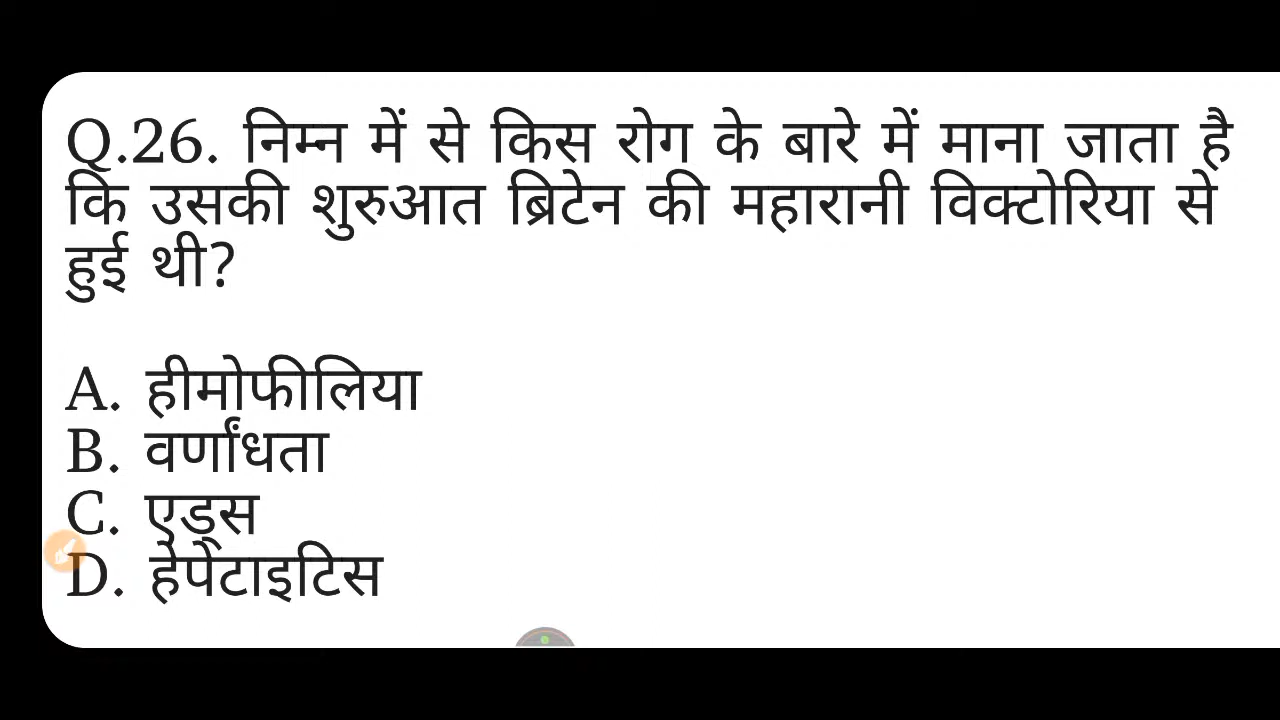 Q.26. निम्न में से किस रोग के बारे में माना जाता है
कि उसकी शुरुआत ब्रिटेन की महारानी विक्टोरिया से
हुई थी?
A. हीमोफीलिया
B. वर्णांधता
C. एड्स
D. हेपेटाइटिस